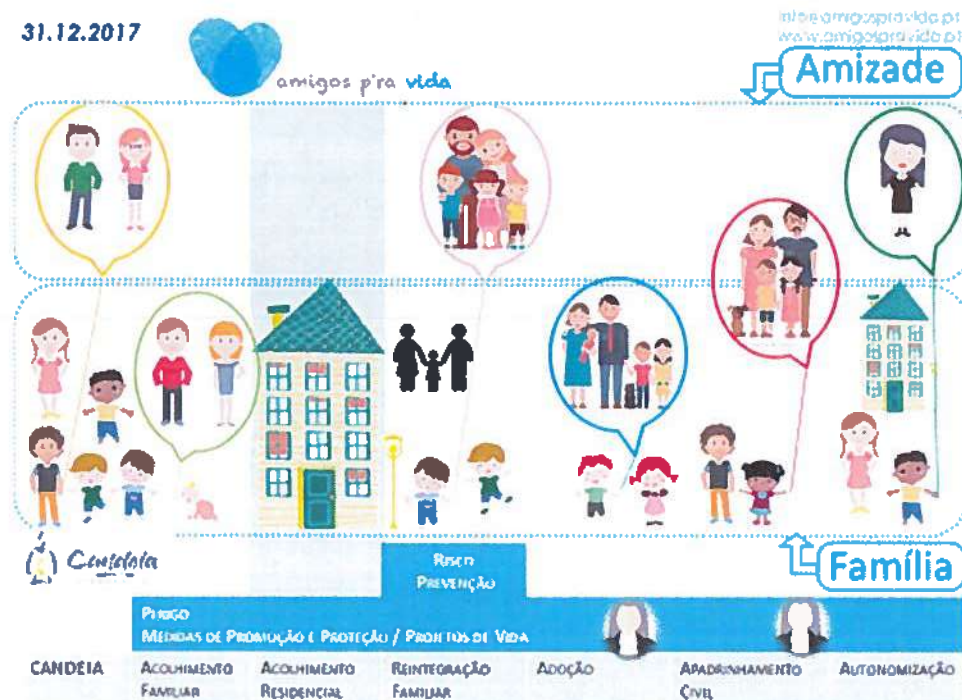 31.12.2017
info@amigospravida.pt
www.amigospravida.pt
amigos p'ra vida
Amizade
Candeia
Família
RISCO
PREVENÇÃO
PERIGO
MEDIDAS DE PROMOÇÃO E PROTEÇÃO / PROJETOS DE VIDA
CANDEIA
ACOLHIMENTO
FAMILIAR
ACOLHIMENTO
RESIDENCIAL
REINTEGRAÇÃO
FAMILIAR
ADOÇÃO
APADRINHAMENTO
CIVIL
AUTONOMIZAÇÃO